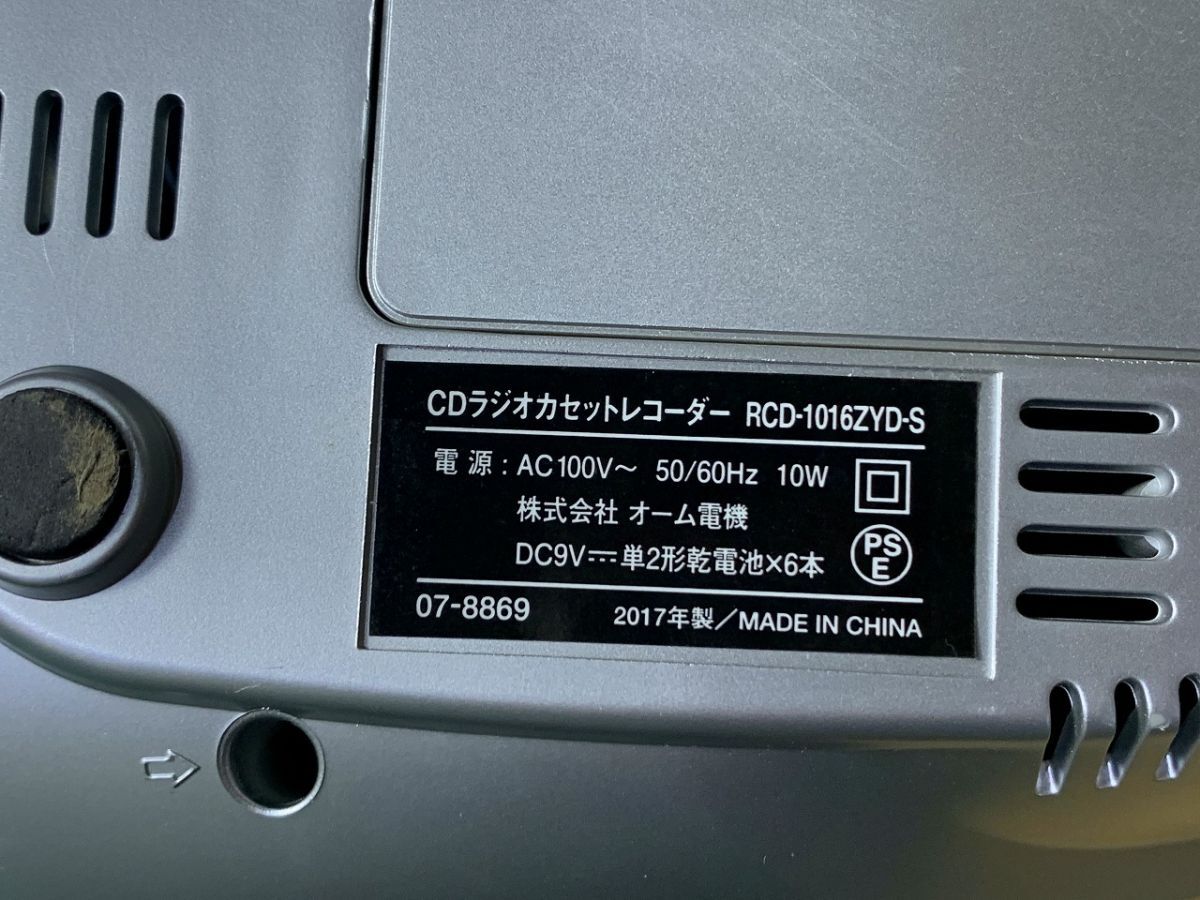 CDラジオカセットレコーダー RCD-1016ZYD-S
電源:AC100V～ 50/60Hz 10W
株式会社 オーム電機
PS
E
DC9V⎓単2形乾電池×6本
07-8869 2017年製／MADE IN CHINA